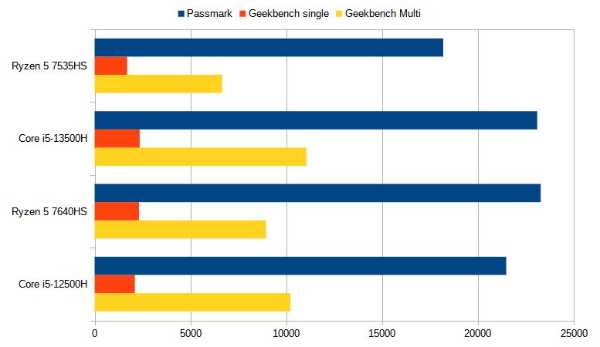 Passmark Geekbench single Geekbench Multi
Ryzen 5 7535HS
Core i5-13500H
Ryzen 5 7640HS
Core i5-12500H
0 5000 10000 15000 20000 25000